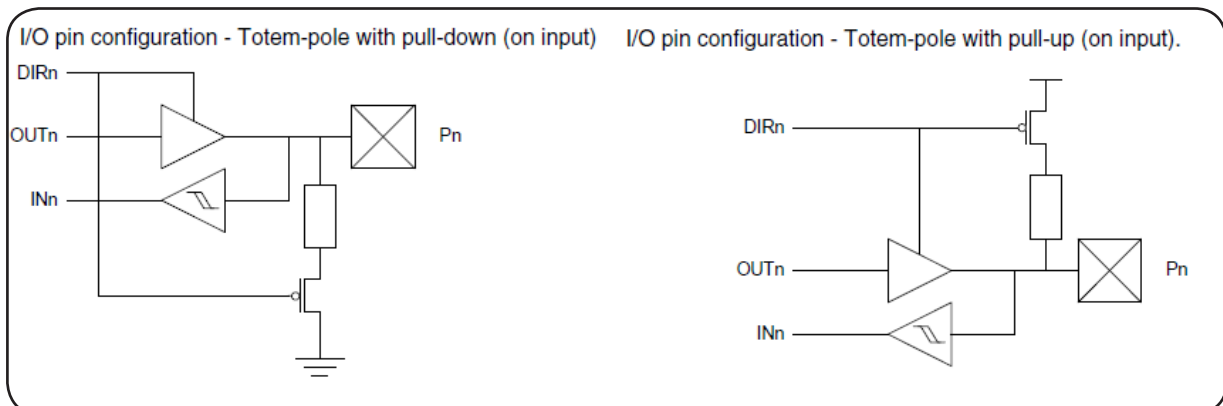 I/O pin configuration - Totem-pole with pull-down (on input)
DIRn
OUTn
Pn
INn
I/O pin configuration - Totem-pole with pull-up (on input).
DIRn
OUTn
Pn
INn